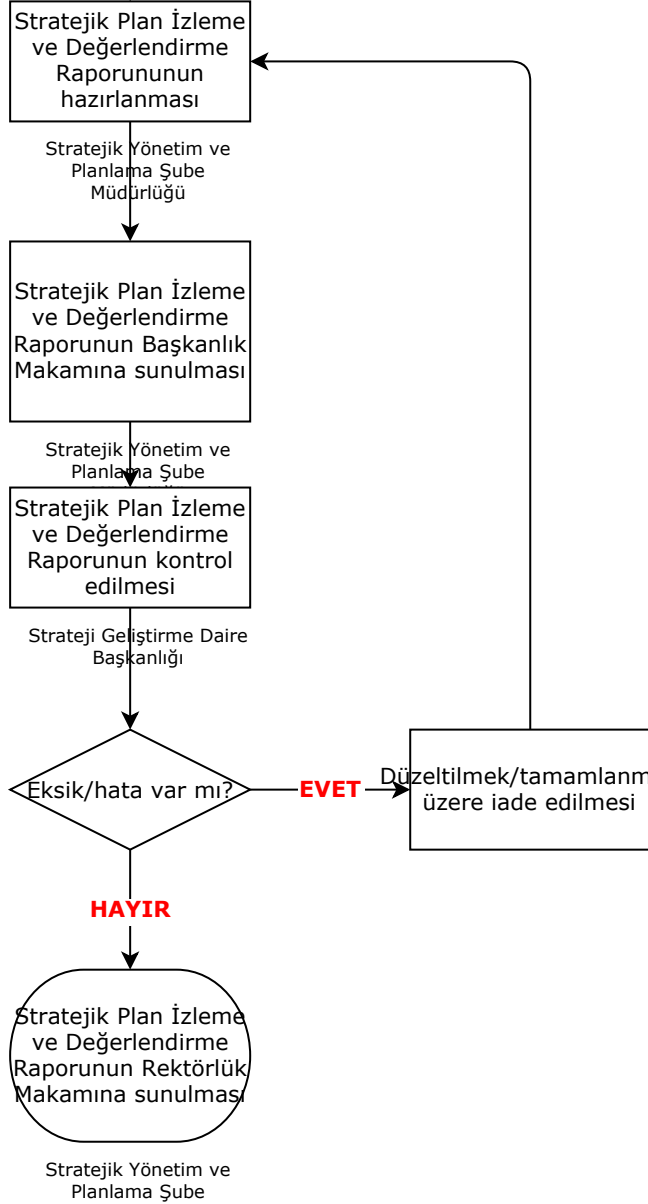 Stratejik Plan İzleme
ve Değerlendirme
Raporununun
hazırlanması
Stratejik Yönetim ve
Planlama Şube
Müdürlüğü
Stratejik Plan İzleme
ve Değerlendirme
Raporunun Başkanlık
Makamına sunulması
Stratejik Yönetim ve
Planlama Şube
Stratejik Plan İzleme
ve Değerlendirme
Raporunun kontrol
edilmesi
Strateji Geliştirme Daire
Başkanlığı
Eksik/hata var mı?
EVET
Düzeltilmek/tamamlanm
üzere iade edilmesi
HAYIR
Stratejik Plan İzleme
ve Değerlendirme
Raporunun Rektörlük
Makamına sunulması
Stratejik Yönetim ve
Planlama Şube